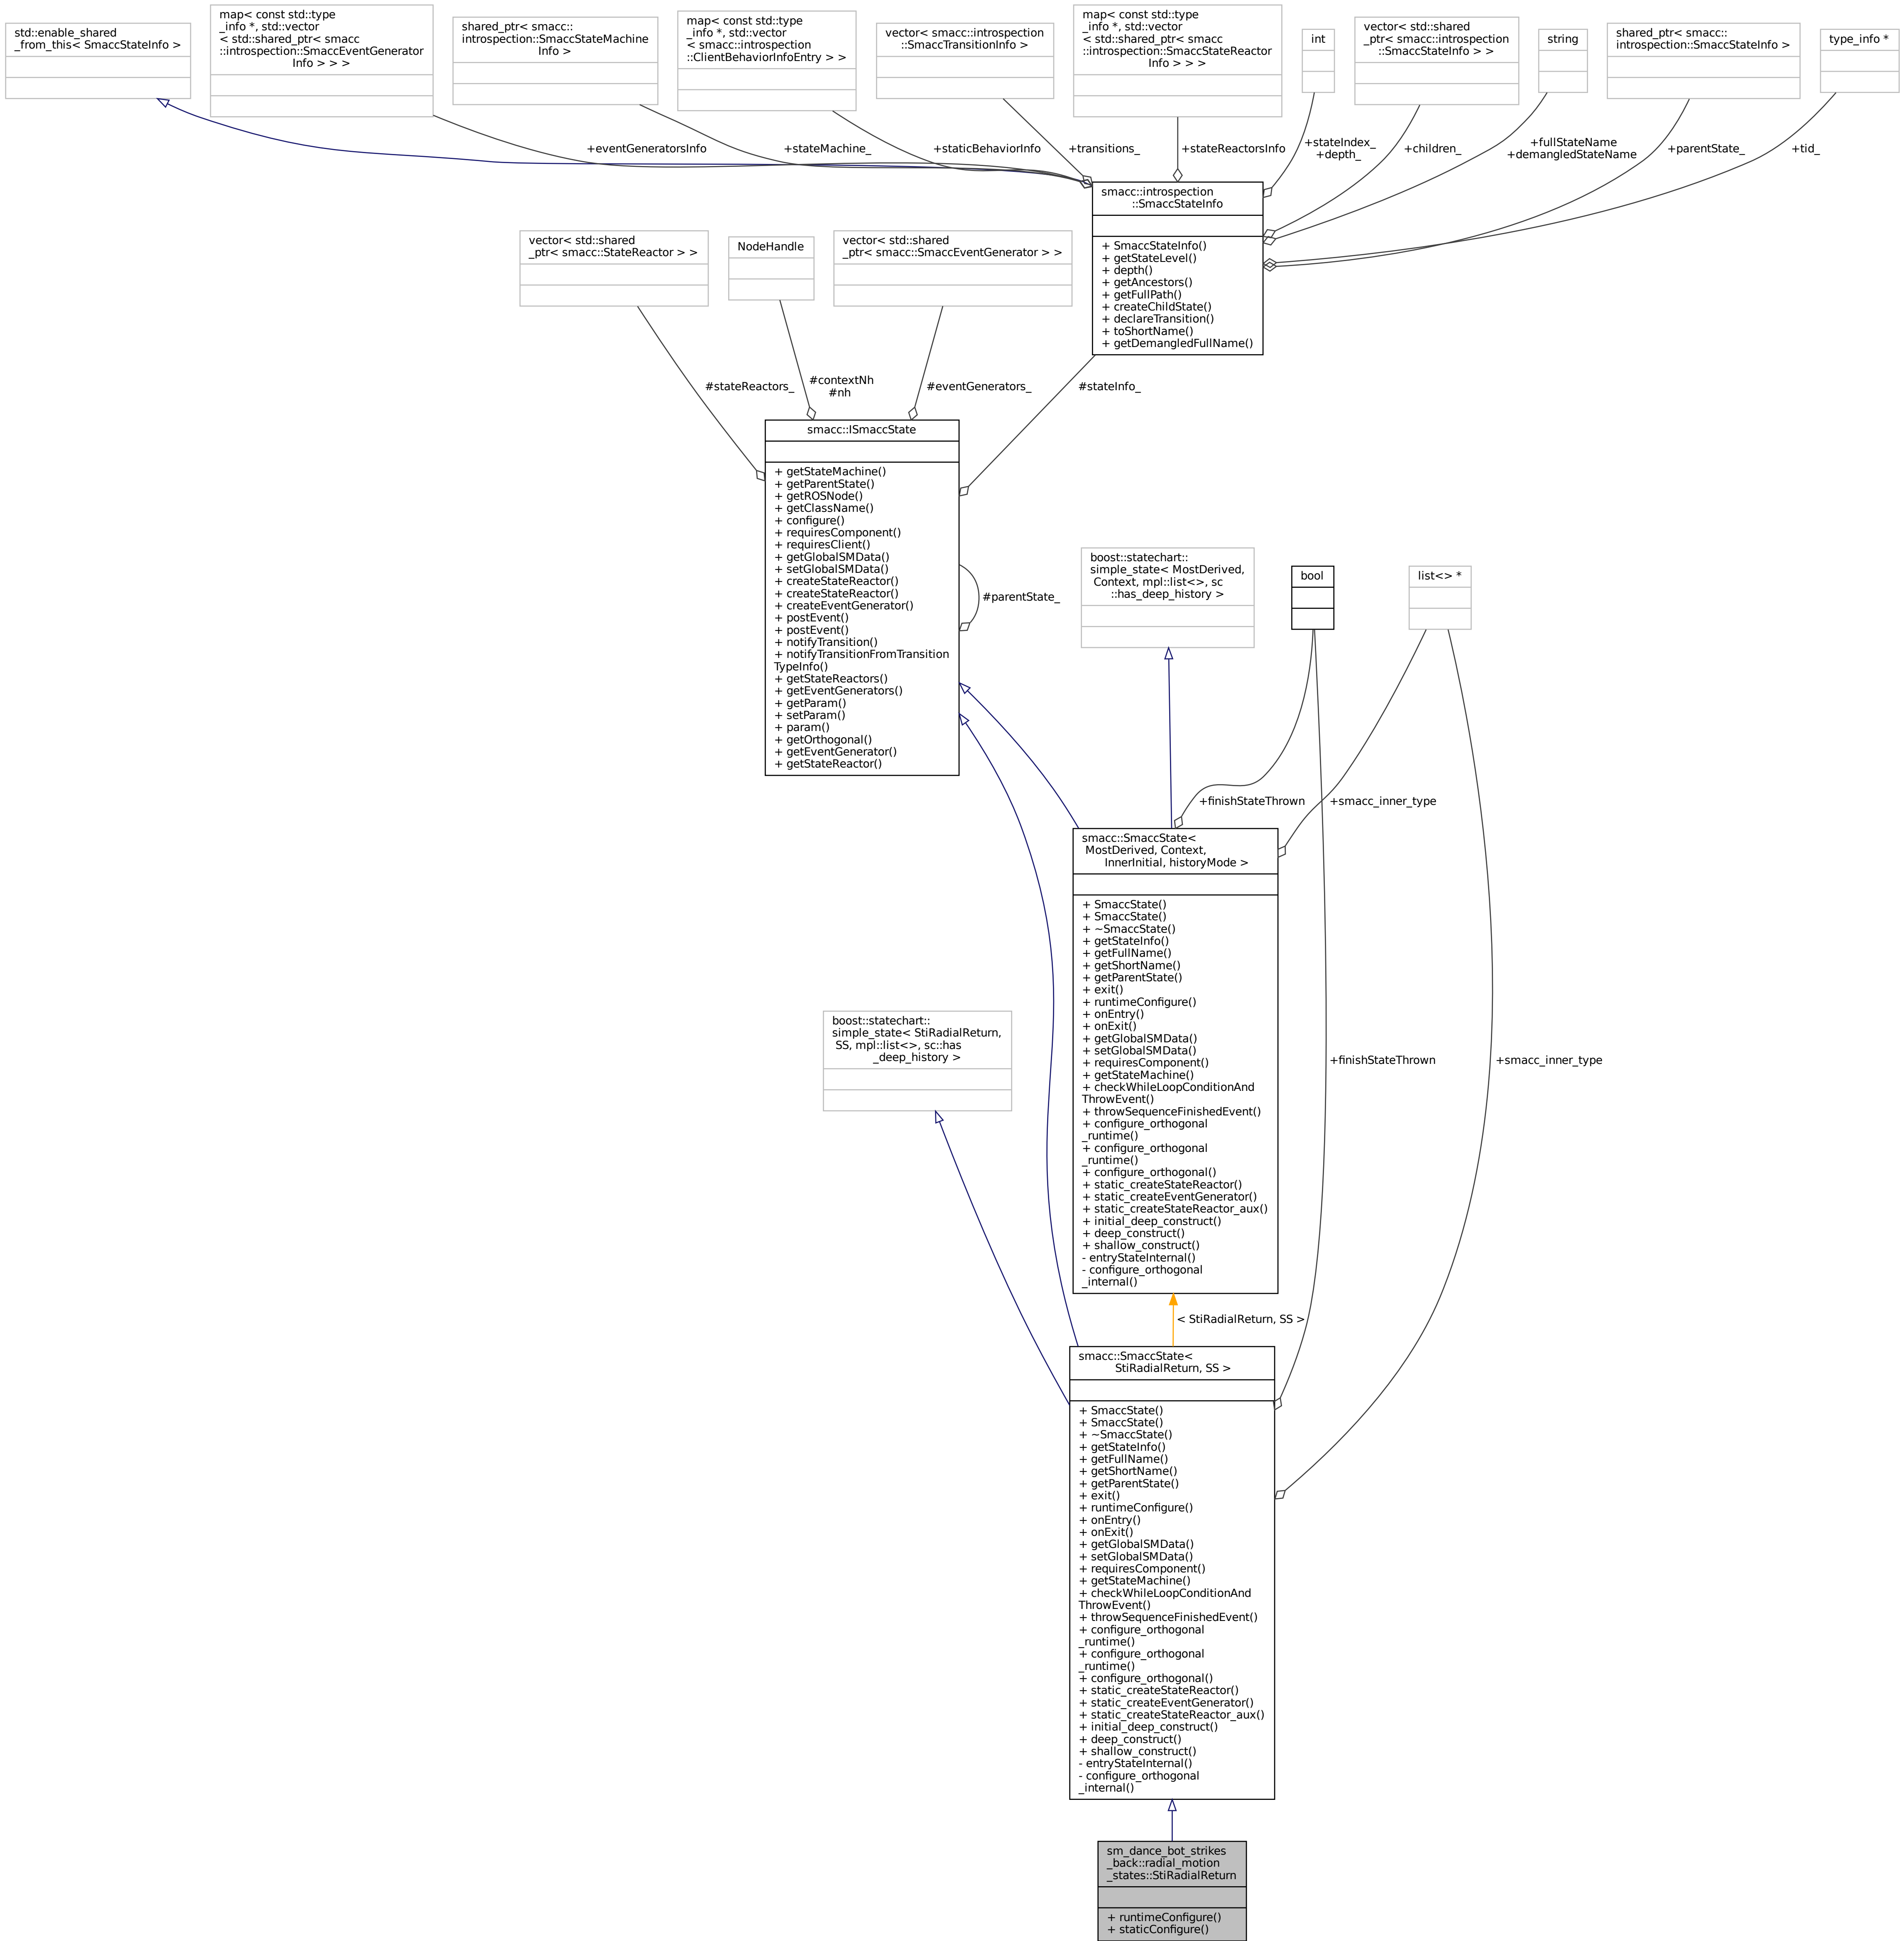 std::enable_shared
_from_this< SmaccStateInfo >
map< const std::type
_info *, std::vector
< std::shared_ptr< smacc
::introspection::SmaccEventGenerator
Info > > >
shared_ptr< smacc::
introspection::SmaccStateMachine
Info >
map< const std::type
_info *, std::vector
< smacc::introspection
::ClientBehaviorInfoEntry > >
vector< smacc::introspection
::SmaccTransitionInfo >
map< const std::type
_info *, std::vector
< std::shared_ptr< smacc
::introspection::SmaccStateReactor
Info > > >
int
vector< std::shared
_ptr< smacc::introspection
::SmaccStateInfo > >
string
shared_ptr< smacc::
introspection::SmaccStateInfo >
type_info *
+eventGeneratorsInfo
+stateMachine_
+staticBehaviorInfo
+transitions_
+stateReactorsInfo
+stateIndex_
+depth_
+children_
+fullStateName
+demangledStateName
+parentState_
+tid_
smacc::introspection
::SmaccStateInfo
+ SmaccStateInfo()
+ getStateLevel()
+ depth()
+ getAncestors()
+ getFullPath()
+ createChildState()
+ declareTransition()
+ toShortName()
+ getDemangledFullName()
vector< std::shared
_ptr< smacc::StateReactor > >
NodeHandle
vector< std::shared
_ptr< smacc::SmaccEventGenerator > >
#stateReactors_
#contextNh
#nh
#eventGenerators_
#stateInfo_
smacc::ISmaccState
+ getStateMachine()
+ getParentState()
+ getROSNode()
+ getClassName()
+ configure()
+ requiresComponent()
+ requiresClient()
+ getGlobalSMData()
+ setGlobalSMData()
+ createStateReactor()
+ createStateReactor()
+ createEventGenerator()
+ postEvent()
+ postEvent()
+ notifyTransition()
+ notifyTransitionFromTransition
TypeInfo()
+ getStateReactors()
+ getEventGenerators()
+ getParam()
+ setParam()
+ param()
+ getOrthogonal()
+ getEventGenerator()
+ getStateReactor()
#parentState_
boost::statechart::
simple_state< MostDerived,
Context, mpl::list<>, sc
::has_deep_history >
bool
list<> *
+finishStateThrown
+smacc_inner_type
smacc::SmaccState<
MostDerived, Context,
InnerInitial, historyMode >
+ SmaccState()
+ SmaccState()
+ ~SmaccState()
+ getStateInfo()
+ getFullName()
+ getShortName()
+ getParentState()
+ exit()
+ runtimeConfigure()
+ onEntry()
+ onExit()
+ getGlobalSMData()
+ setGlobalSMData()
+ requiresComponent()
+ getStateMachine()
+ checkWhileLoopConditionAnd
ThrowEvent()
+ throwSequenceFinishedEvent()
+ configure_orthogonal
_runtime()
+ configure_orthogonal
_runtime()
+ configure_orthogonal()
+ static_createStateReactor()
+ static_createEventGenerator()
+ static_createStateReactor_aux()
+ initial_deep_construct()
+ deep_construct()
+ shallow_construct()
- entryStateInternal()
- configure_orthogonal
_internal()
boost::statechart::
simple_state< StiRadialReturn,
SS, mpl::list<>, sc::has
_deep_history >
+finishStateThrown
+smacc_inner_type
< StiRadialReturn, SS >
smacc::SmaccState<
StiRadialReturn, SS >
+ SmaccState()
+ SmaccState()
+ ~SmaccState()
+ getStateInfo()
+ getFullName()
+ getShortName()
+ getParentState()
+ exit()
+ runtimeConfigure()
+ onEntry()
+ onExit()
+ getGlobalSMData()
+ setGlobalSMData()
+ requiresComponent()
+ getStateMachine()
+ checkWhileLoopConditionAnd
ThrowEvent()
+ throwSequenceFinishedEvent()
+ configure_orthogonal
_runtime()
+ configure_orthogonal
_runtime()
+ configure_orthogonal()
+ static_createStateReactor()
+ static_createEventGenerator()
+ static_createStateReactor_aux()
+ initial_deep_construct()
+ deep_construct()
+ shallow_construct()
- entryStateInternal()
- configure_orthogonal
_internal()
sm_dance_bot_strikes
_back::radial_motion
_states::StiRadialReturn
+ runtimeConfigure()
+ staticConfigure()